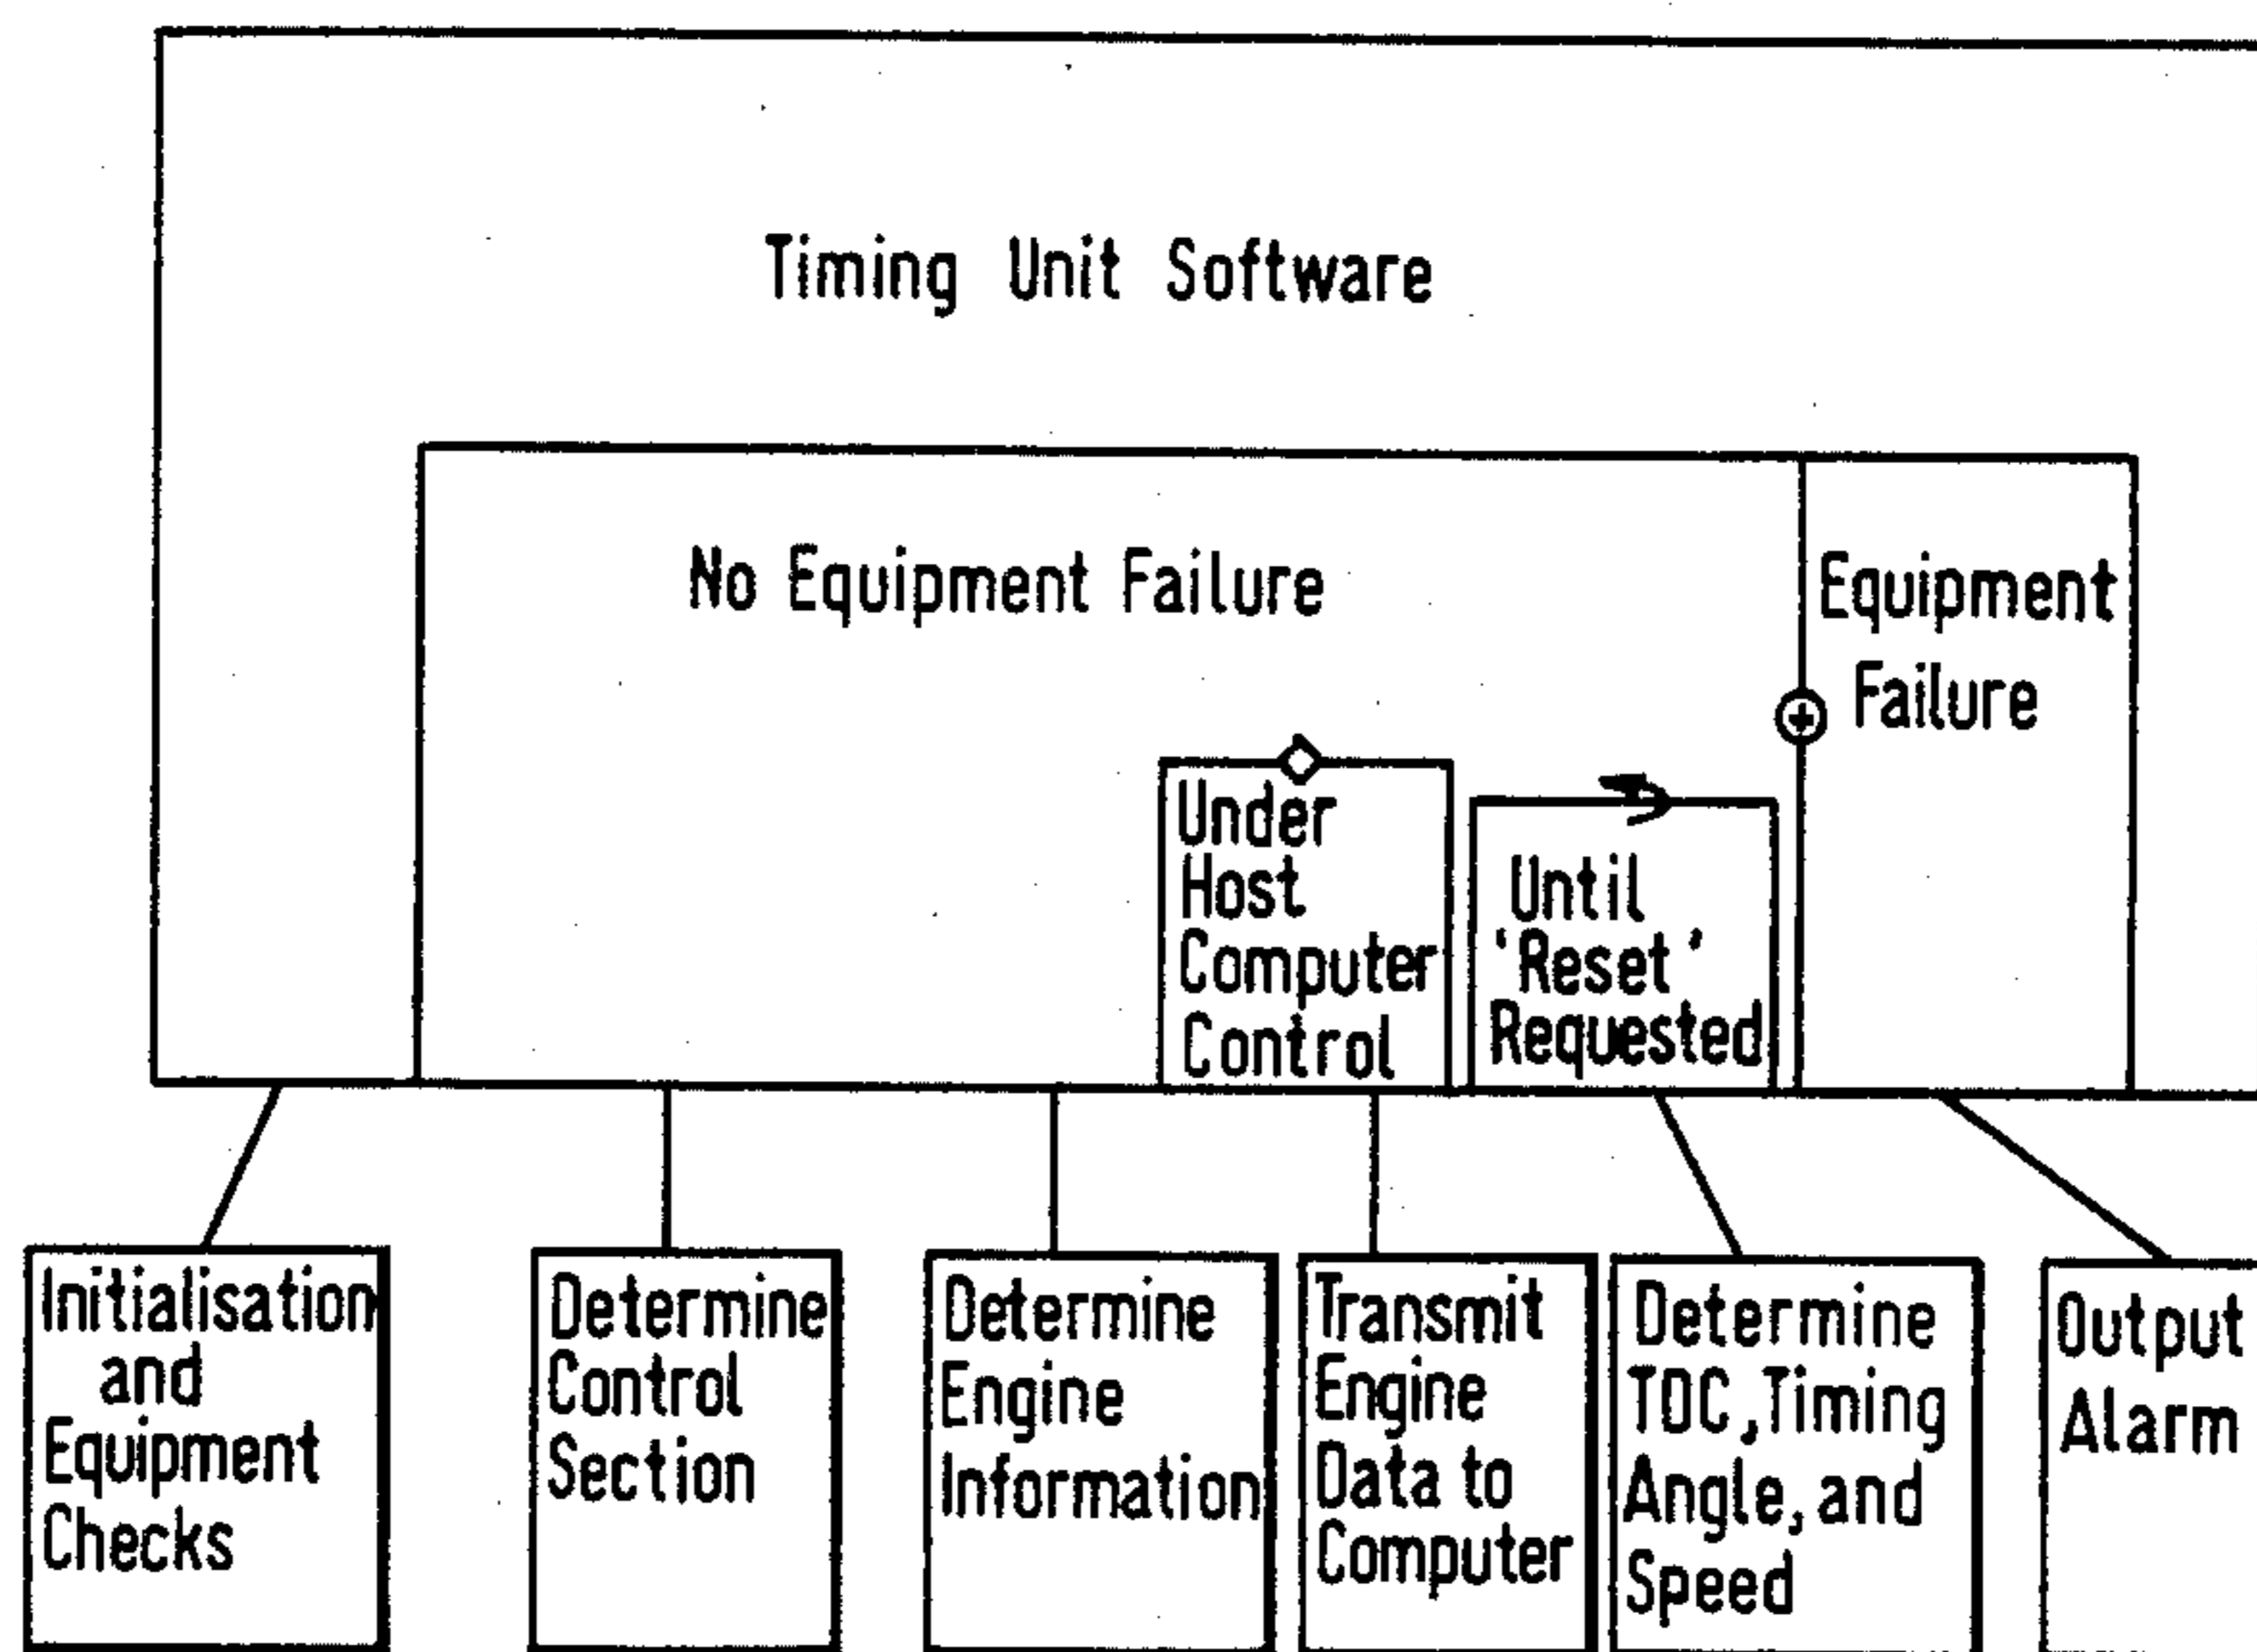 Timing Unit Software
No Equipment Failure
Equipment
Failure
Under
Host
Computer
Control
Until
'Reset'
Requested
Initialisation
and
Equipment
Checks
Determine
Control
Section
Determine
Engine
Information
Transmit
Engine
Data to
Computer
Determine
TDC, Timing
Angle, and
Speed
Output
Alarm